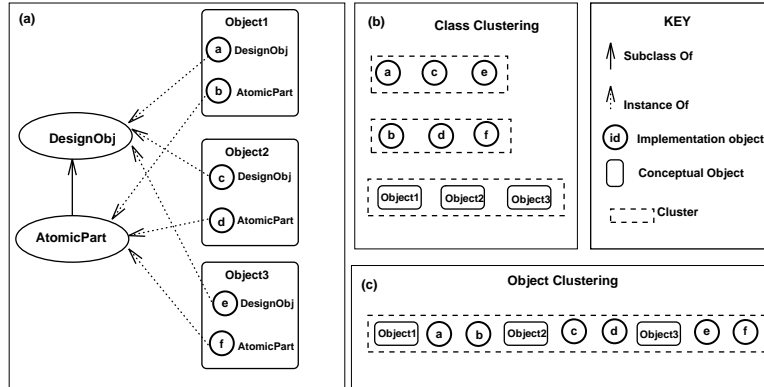 (a)
Object1
a DesignObj
b AtomicPart
DesignObj
Object2
c DesignObj
d AtomicPart
AtomicPart
Object3
e DesignObj
f AtomicPart
(b) Class Clustering
a c e
b d f
Object1 Object2 Object3
KEY
Subclass Of
Instance Of
id Implementation object
Conceptual Object
Cluster
(c) Object Clustering
Object1 a b Object2 c d Object3 e f